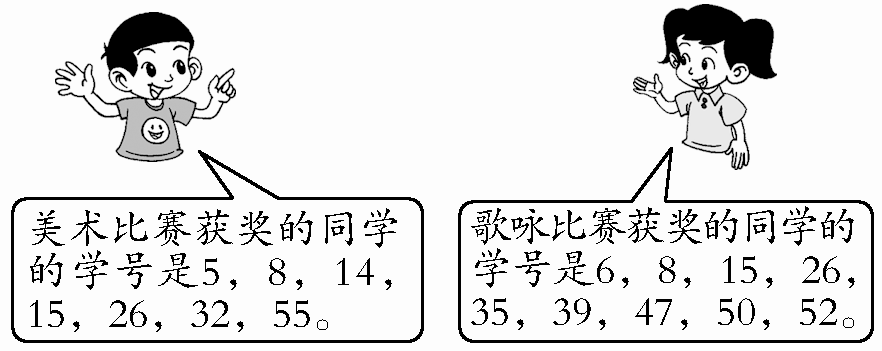 美术比赛获奖的同学
的学号是5，8，14，
15，26，32，55。
歌咏比赛获奖的同学的
学号是6，8，15，26，
35，39，47，50，52。